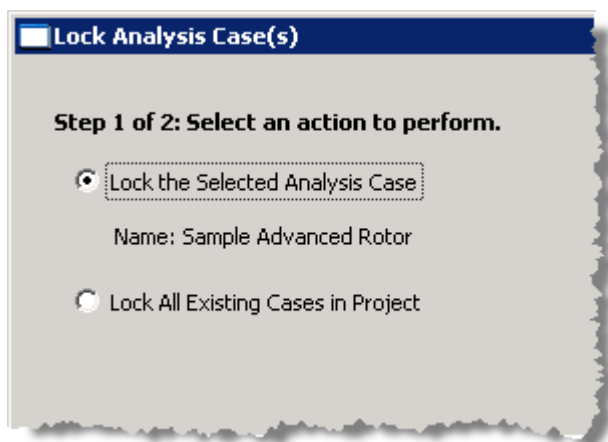 Lock Analysis Case(s)
Step 1 of 2: Select an action to perform.
Lock the Selected Analysis Case
Name: Sample Advanced Rotor
Lock All Existing Cases in Project